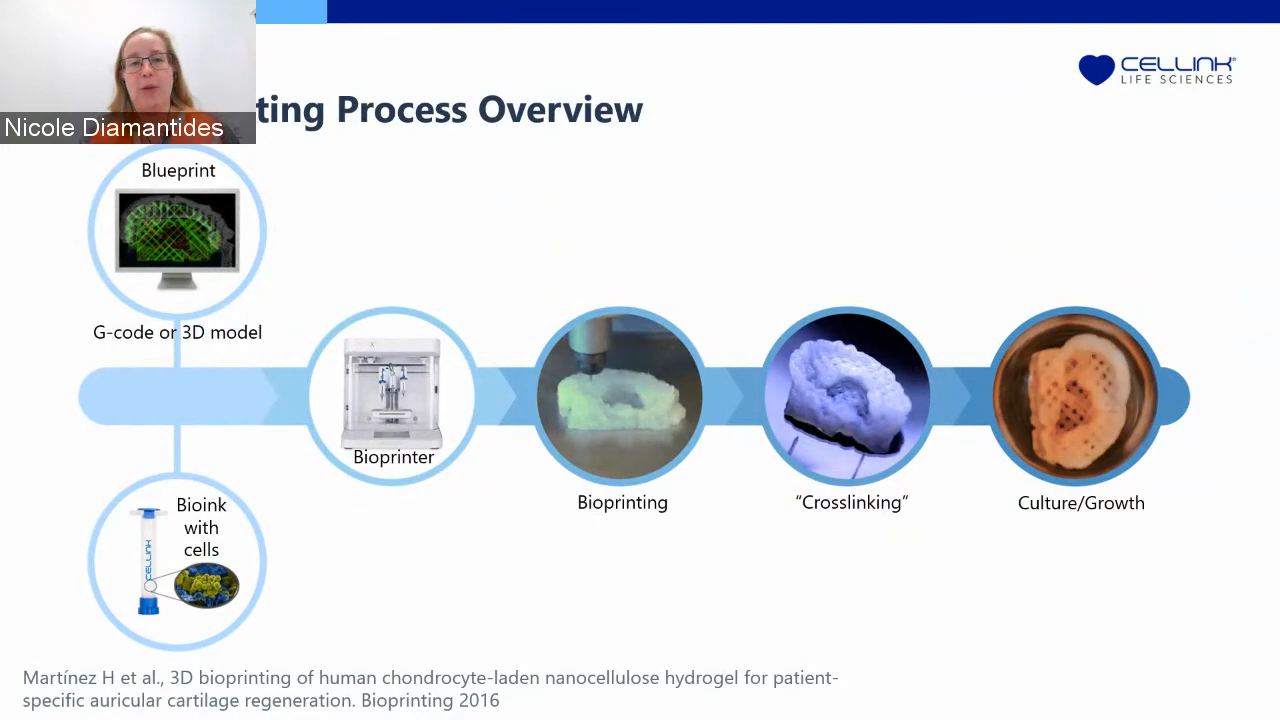 CELLINK
LIFE SCIENCES
ting Process Overview
Nicole Diamantides
Blueprint
G-code or 3D model
Bioprinter
Bioink
with
cells
CELLINK
Bioprinting
“Crosslinking”
Culture/Growth
Martínez H et al., 3D bioprinting of human chondrocyte-laden nanocellulose hydrogel for patient-
specific auricular cartilage regeneration. Bioprinting 2016